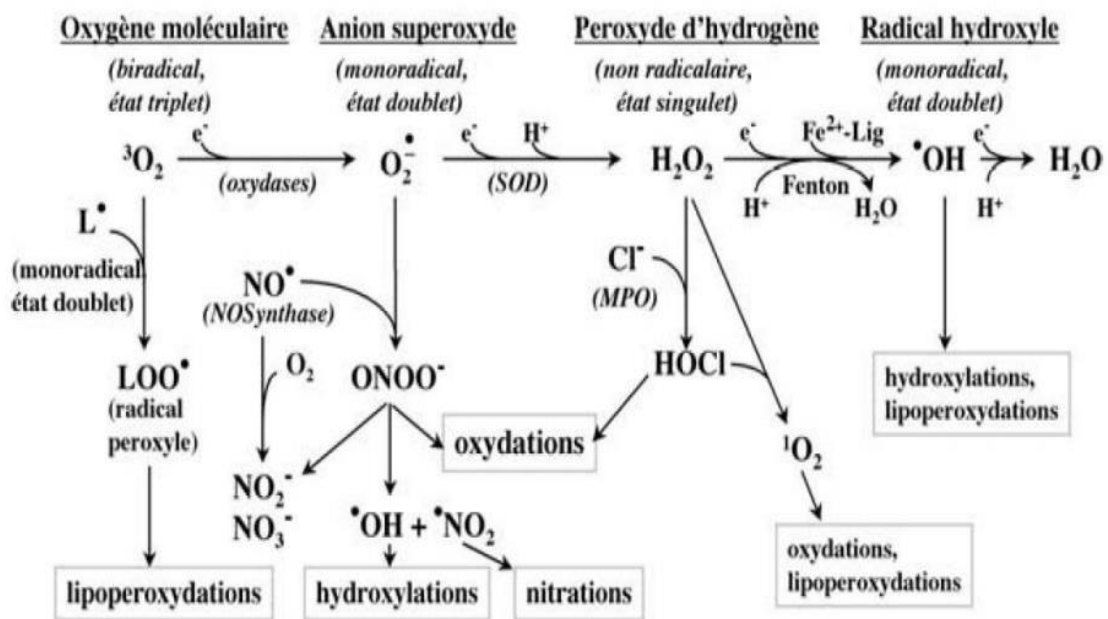 Oxygène moléculaire Anion superoxyde Peroxyde d'hydrogène Radical hydroxyle
(biradical, (monoradical, (non radicalaire, (monoradical,
état triplet) état doublet) état singulet) état doublet)
e⁻ e⁻ H⁺ e⁻ Fe²⁺-Lig e⁻
³O₂ O₂•⁻ H₂O₂ •OH H₂O
(oxydases) (SOD) Fenton
H⁺ H₂O H⁺
L•
(monoradical
état doublet)
NO•
(NOSynthase)
Cl⁻
(MPO)
LOO•
(radical
peroxyle)
O₂ ONOO⁻ HOCl
hydroxylations,
lipoperoxydations
oxydations
¹O₂
NO₂⁻
NO₃⁻
•OH + •NO₂
oxydations,
lipoperoxydations
lipoperoxydations hydroxylations nitrations